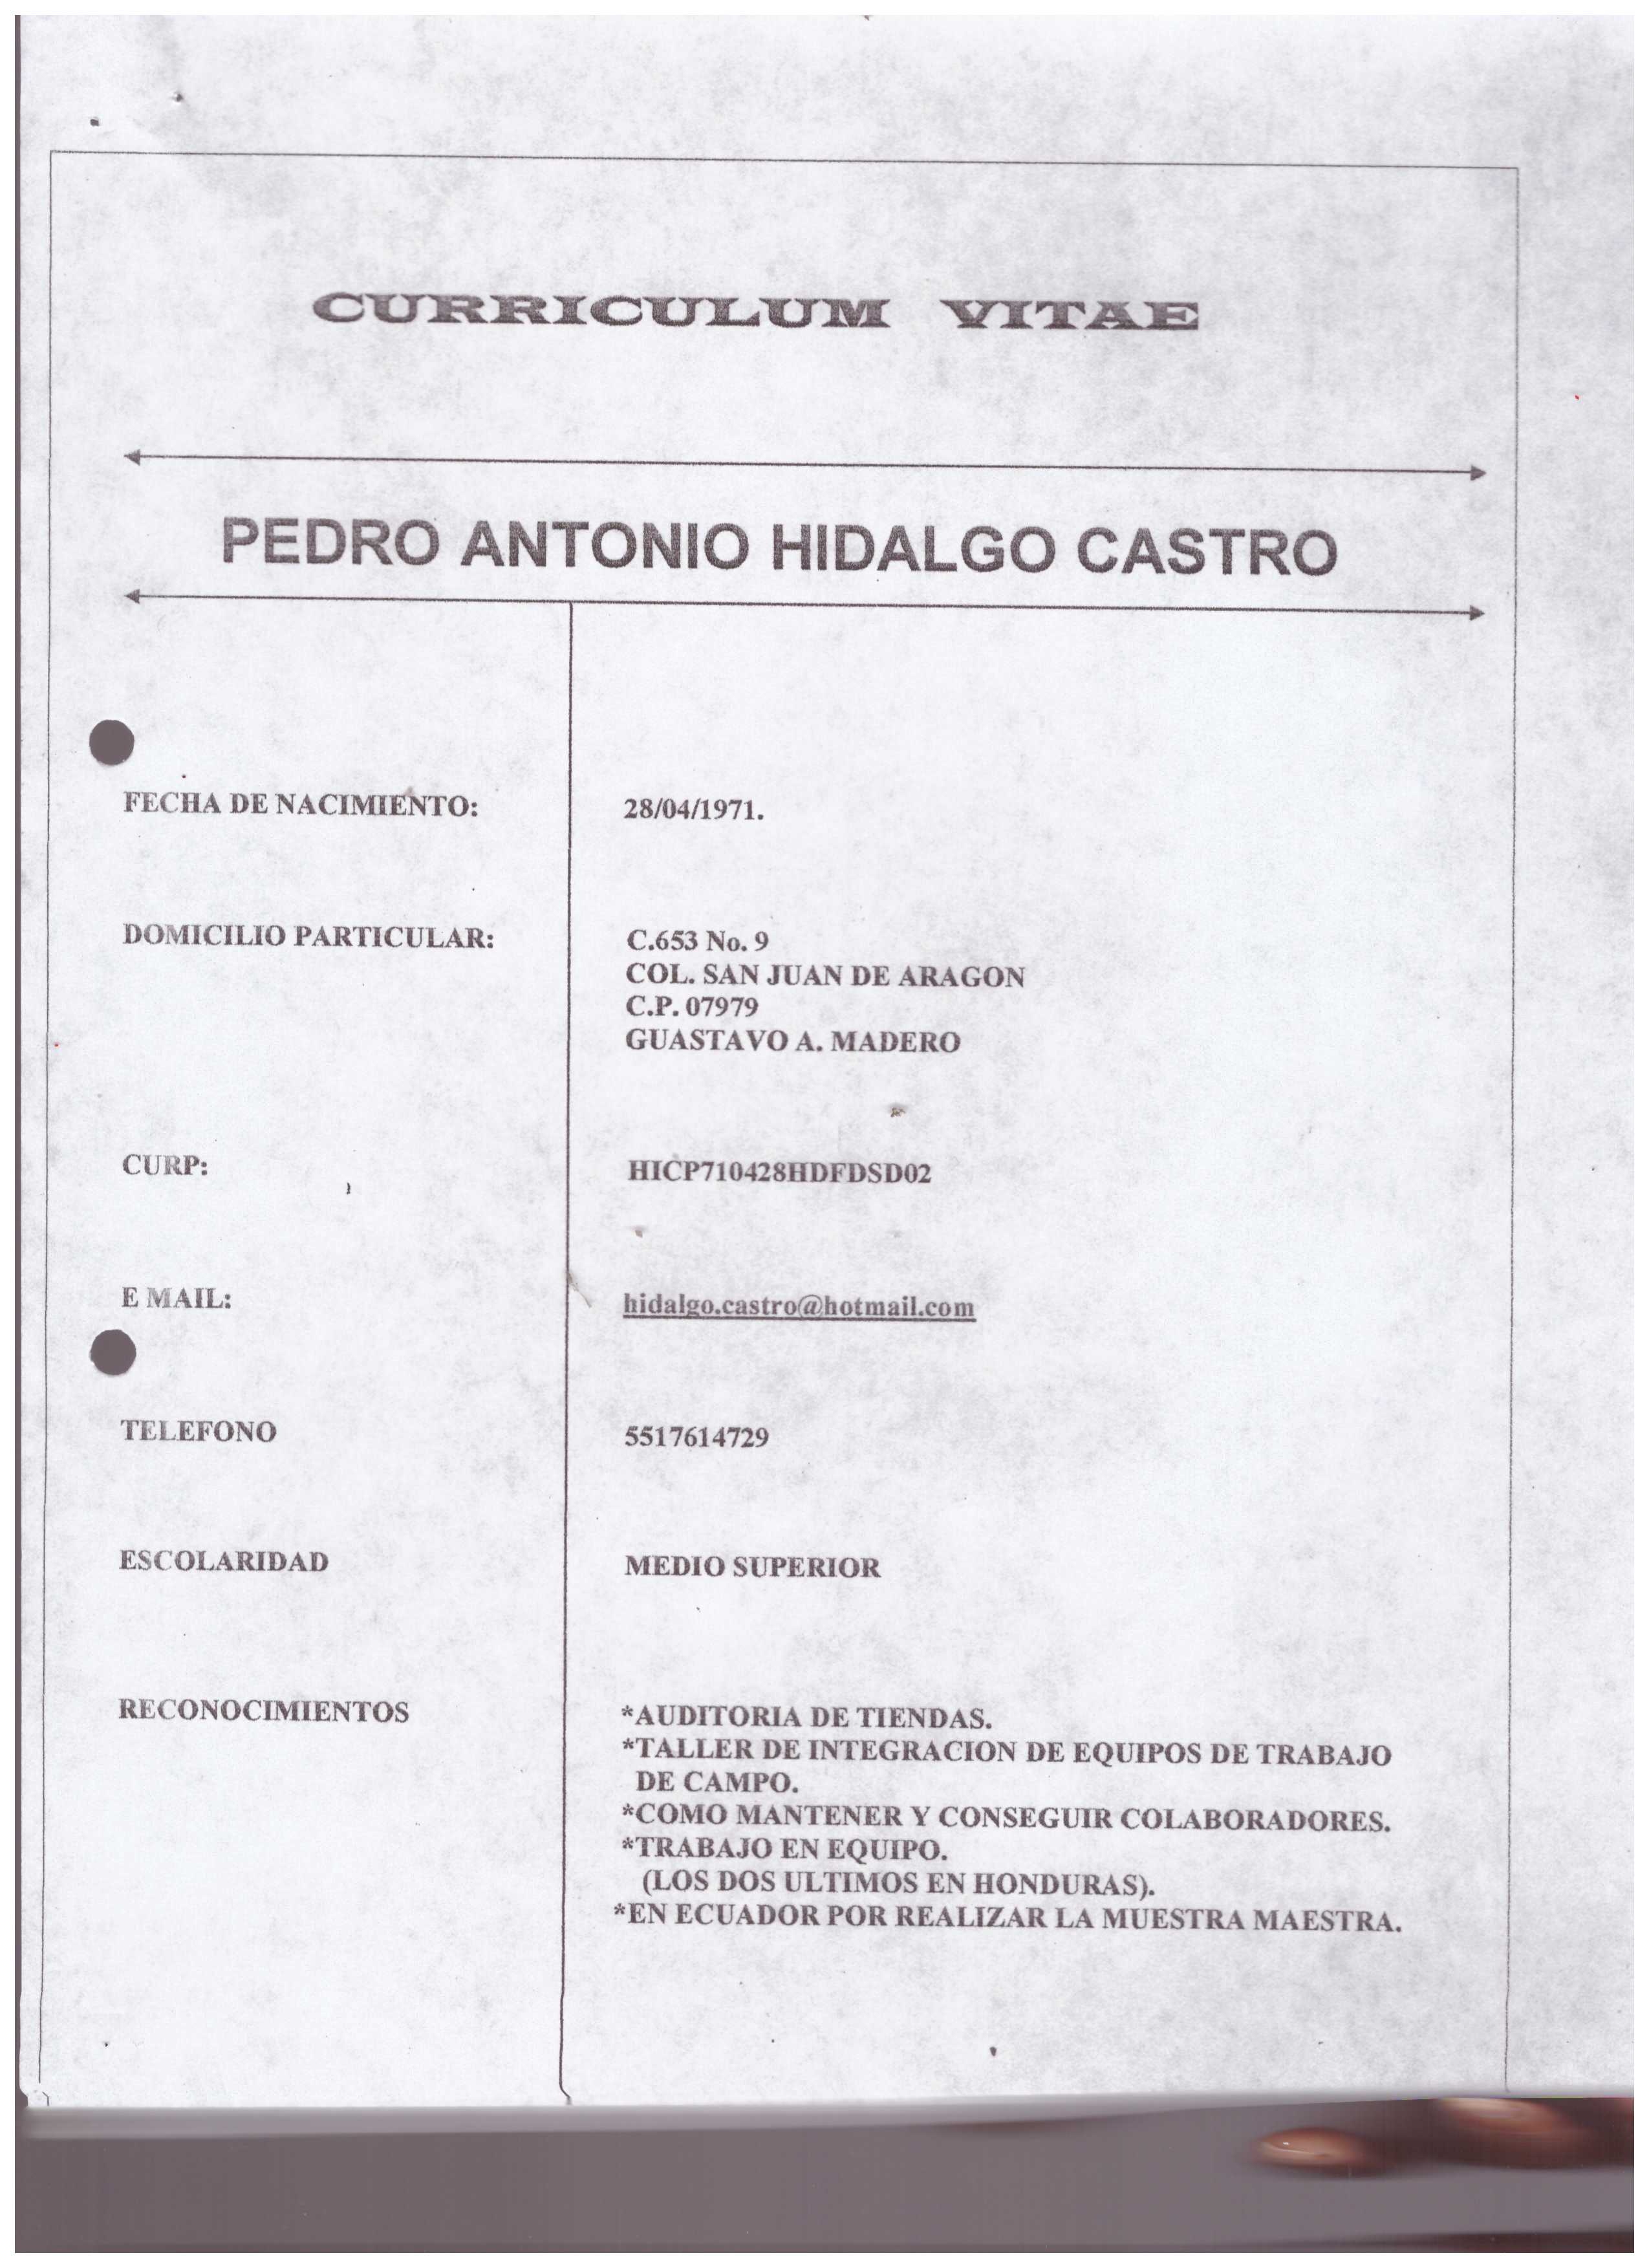 CURRICULUM VITAE
PEDRO ANTONIO HIDALGO CASTRO
FECHA DE NACIMIENTO: 28/04/1971.
DOMICILIO PARTICULAR: C.653 No. 9
COL. SAN JUAN DE ARAGON
C.P. 07979
GUASTAVO A. MADERO
CURP: HICP710428HDFDSD02
E MAIL: hidalgo.castro@hotmail.com
TELEFONO 5517614729
ESCOLARIDAD MEDIO SUPERIOR
RECONOCIMIENTOS *AUDITORIA DE TIENDAS.
*TALLER DE INTEGRACION DE EQUIPOS DE TRABAJO
DE CAMPO.
*COMO MANTENER Y CONSEGUIR COLABORADORES.
*TRABAJO EN EQUIPO.
(LOS DOS ULTIMOS EN HONDURAS).
*EN ECUADOR POR REALIZAR LA MUESTRA MAESTRA.